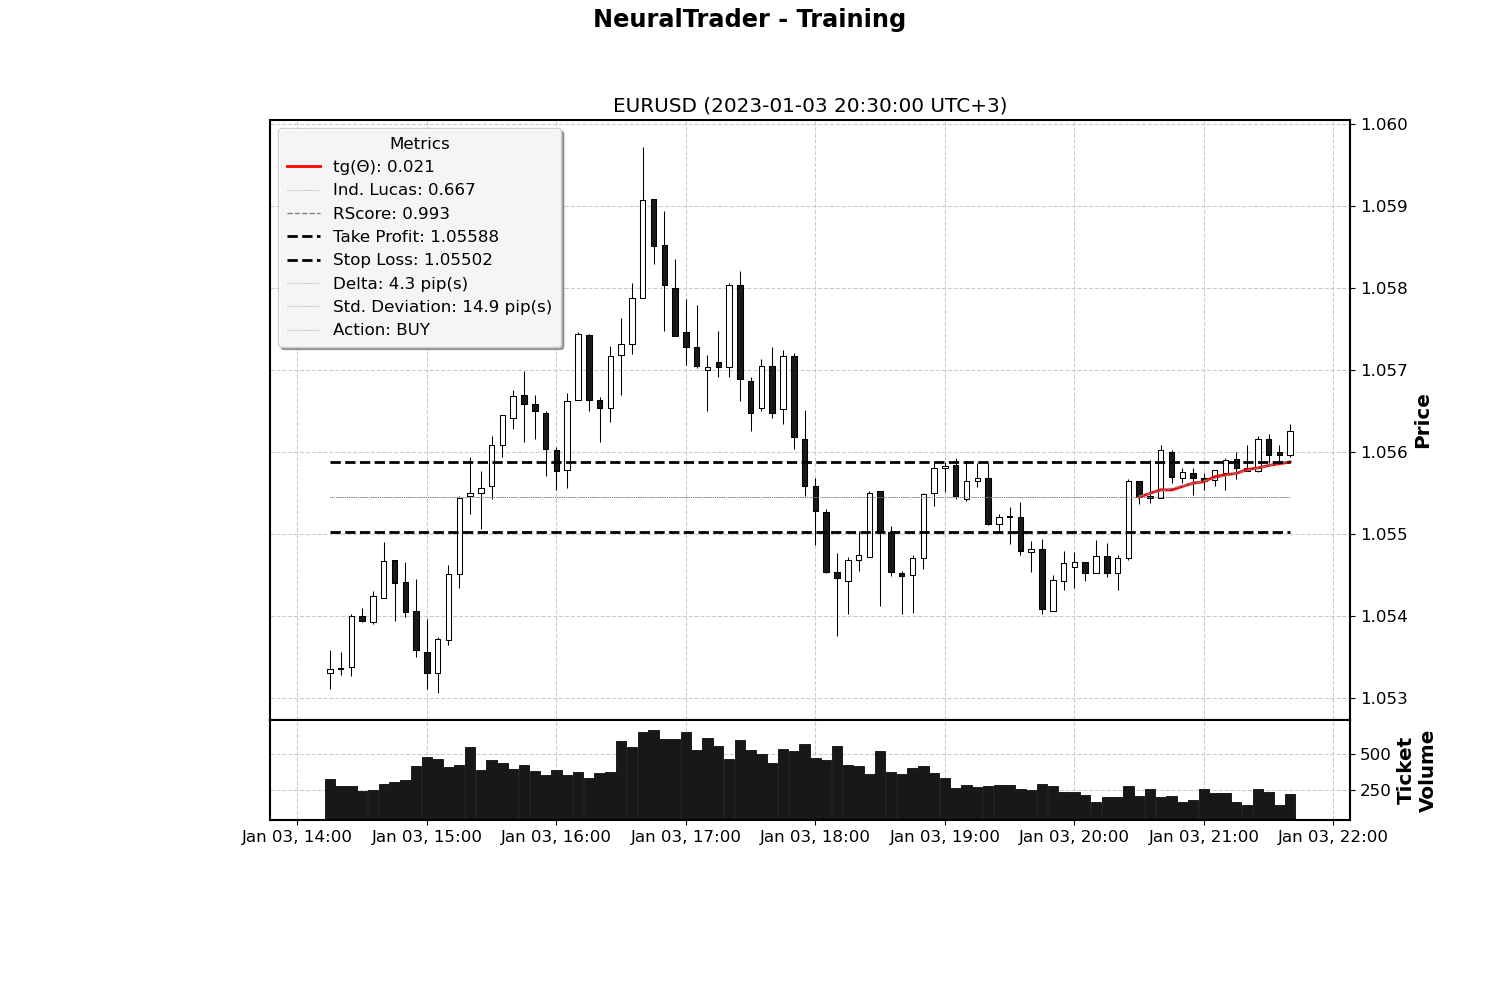 NeuralTrader - Training
EURUSD (2023-01-03 20:30:00 UTC+3)
Metrics
tg(Θ): 0.021
Ind. Lucas: 0.667
RScore: 0.993
Take Profit: 1.05588
Stop Loss: 1.05502
Delta: 4.3 pip(s)
Std. Deviation: 14.9 pip(s)
Action: BUY
1.060
1.059
1.058
1.057
1.056
1.055
1.054
1.053
Price
500
250
Ticket
Volume
Jan 03, 14:00
Jan 03, 15:00
Jan 03, 16:00
Jan 03, 17:00
Jan 03, 18:00
Jan 03, 19:00
Jan 03, 20:00
Jan 03, 21:00
Jan 03, 22:00